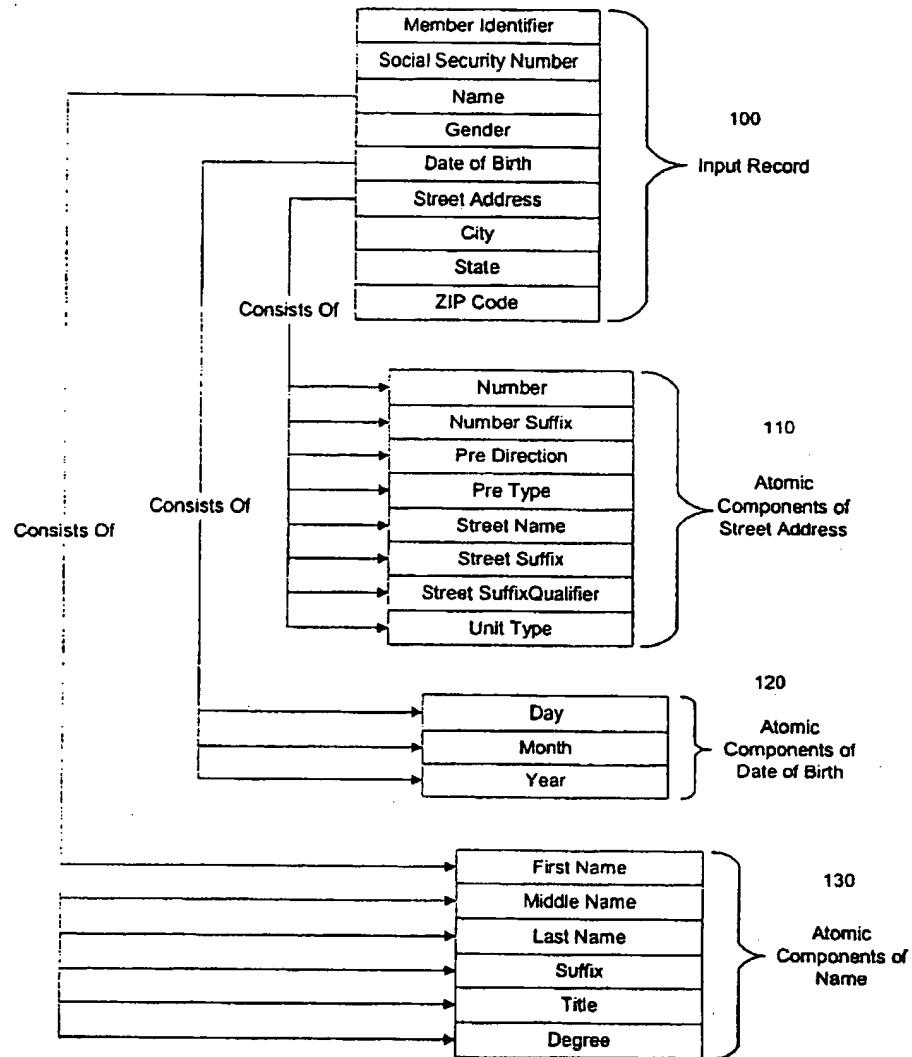 Member Identifier
Social Security Number
Name
Gender
Date of Birth
Street Address
City
State
ZIP Code
100
Input Record
Consists Of
Number
Number Suffix
Pre Direction
Pre Type
Street Name
Street Suffix
Street SuffixQualifier
Unit Type
110
Atomic
Components of
Street Address
Consists Of
Consists Of
Day
Month
Year
120
Atomic
Components of
Date of Birth
First Name
Middle Name
Last Name
Suffix
Title
Degree
130
Atomic
Components of
Name